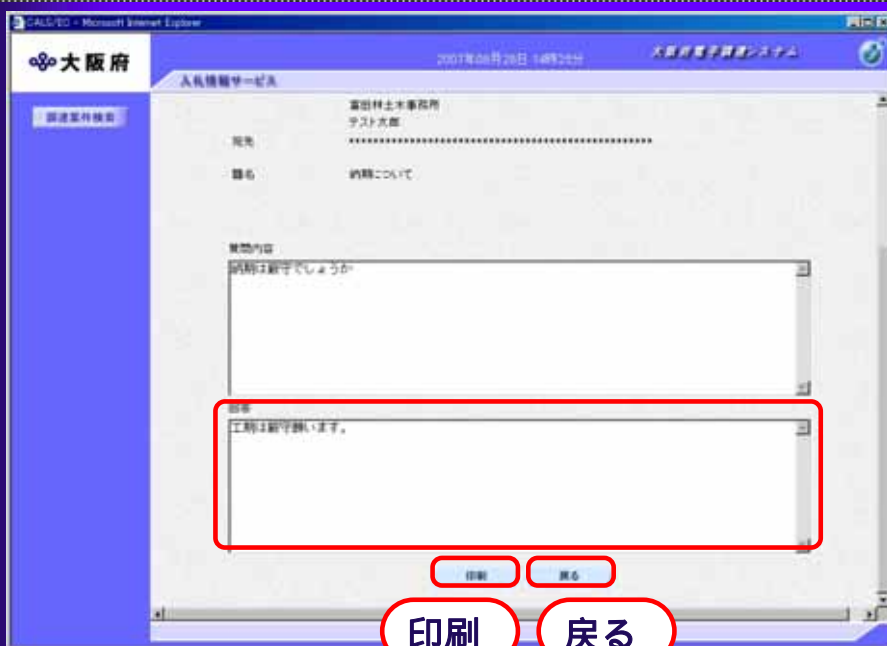 CALS/EC - Microsoft Internet Explorer
大阪府
2007年06月28日 14時28分
大阪府電子調達システム
入札情報サービス
調達案件検索
富田林土木事務所
テスト太郎
宛先
題名 納期について
質問内容
納期は厳守でしょうか
回答
工期は厳守願います。
印刷 戻る
印刷 戻る